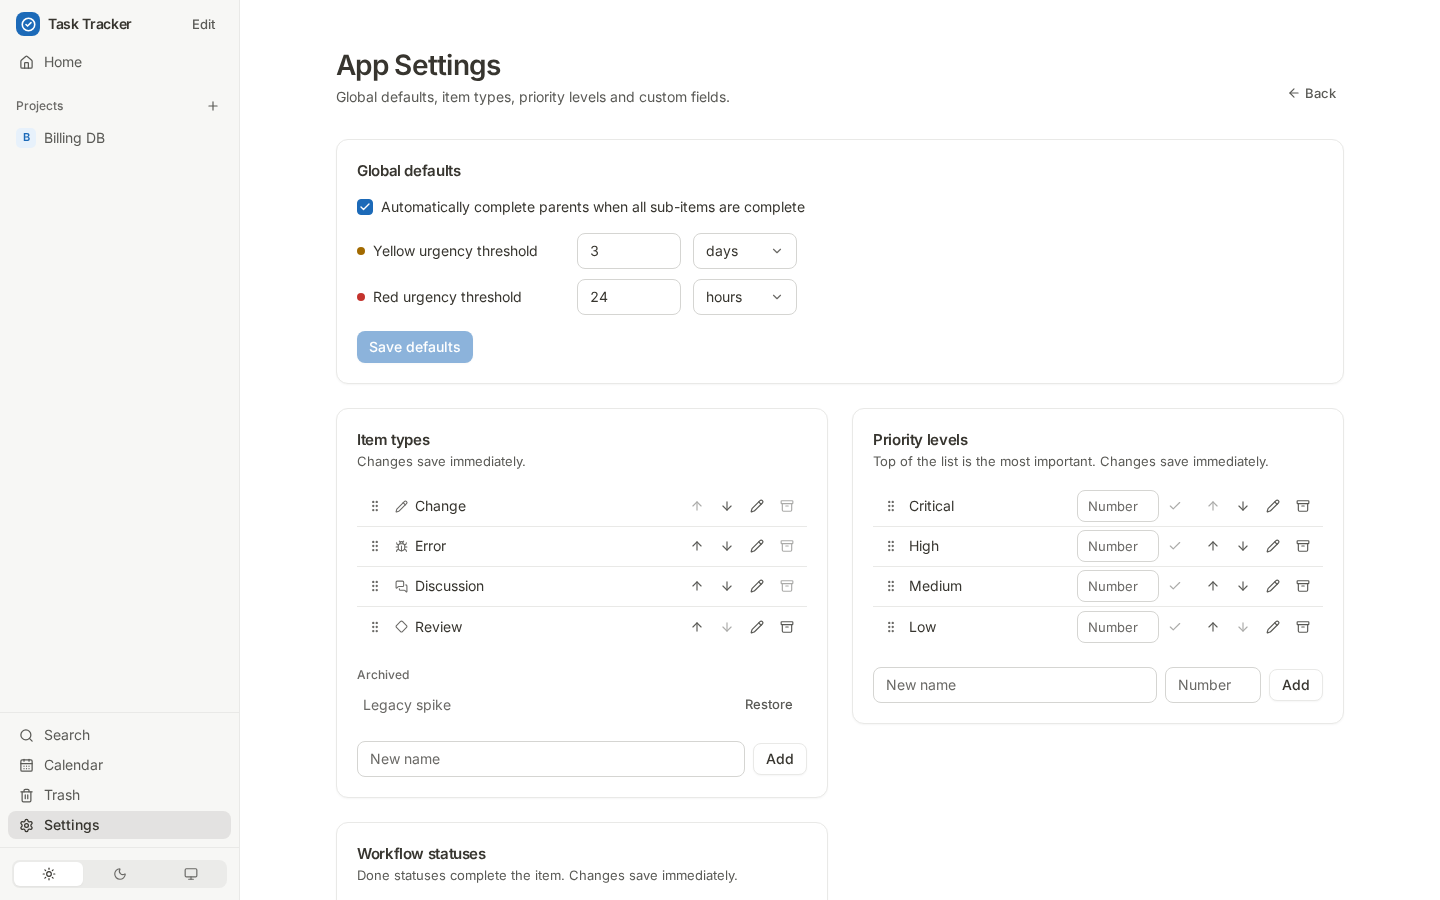 Task Tracker
Edit
Home
Projects
B
Billing DB
Search
Calendar
Trash
Settings
App Settings
Global defaults, item types, priority levels and custom fields.
Back
Global defaults
Automatically complete parents when all sub-items are complete
Yellow urgency threshold
3
days
Red urgency threshold
24
hours
Save defaults
Item types
Changes save immediately.
Change
Error
Discussion
Review
Archived
Legacy spike
Restore
New name
Add
Priority levels
Top of the list is the most important. Changes save immediately.
Critical
Number
High
Number
Medium
Number
Low
Number
New name
Number
Add
Workflow statuses
Done statuses complete the item. Changes save immediately.